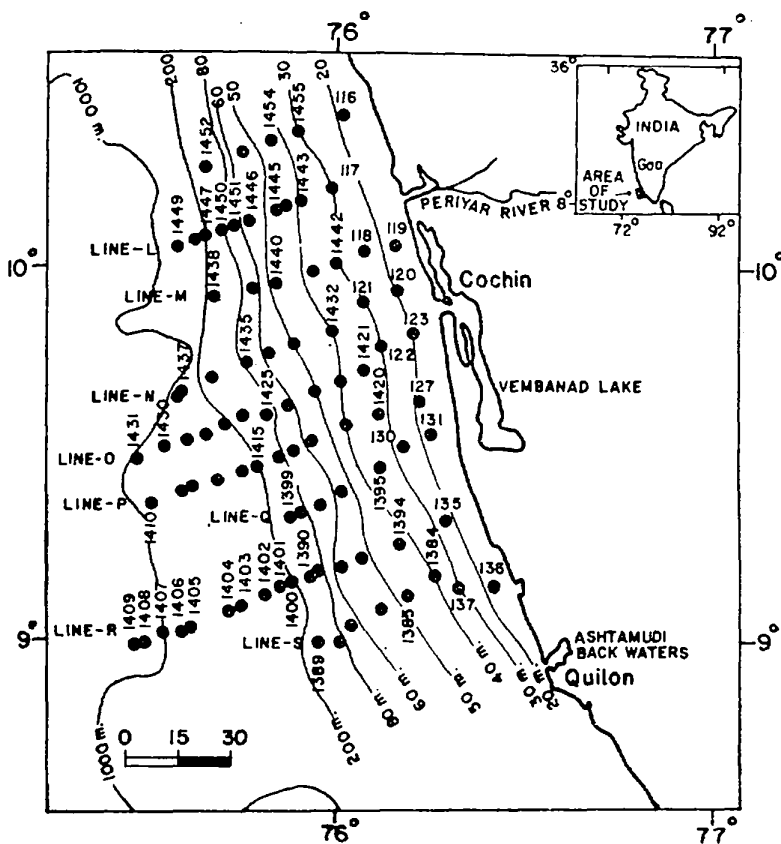 76°
77°
200
80
60
50
30
20
1000 m.
36°
INDIA
Goa
AREA
OF
STUDY
8°
72°
92°
116
1455
1454
1452
117
1443
1445
1446
1451
1450
1447
1449
LINE-L
PERIYAR RIVER
119
118
1442
10°
10°
1438
1440
LINE-M
120
Cochin
121
1432
123
122
1435
1437
1421
VEMBANAD LAKE
LINE-N
1425
1420
127
1430
1431
131
130
LINE-O
1415
1399
1395
LINE-P
1410
LINE-Q
1390
1394
135
1384
136
137
1401
1402
1403
1404
1400
1385
1405
1406
1407
1408
1409
LINE-R
9°
9°
LINE-S
1389
ASHTAMUDI
BACK WATERS
Quilon
40 m.
20 m.
30 m.
50 m.
60 m.
80 m.
200 m.
1000 m.
0 15 30
76°
77°